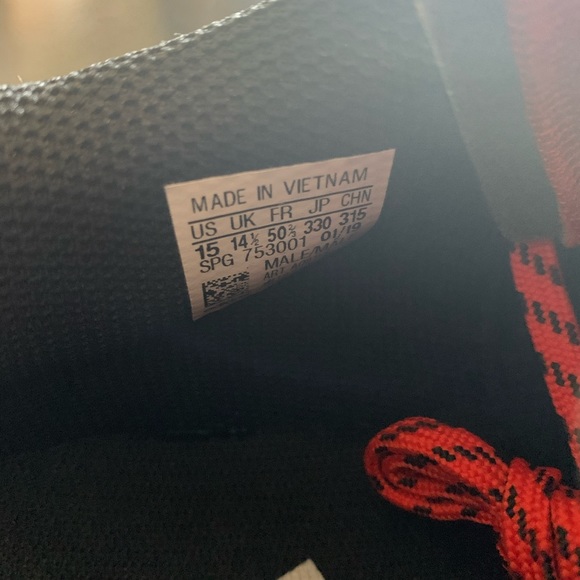 MADE IN VIETNAM
US UK FR JP CHN
15 14½ 50⅔ 330 315
SPG 753001 01/19
MALE/
ART